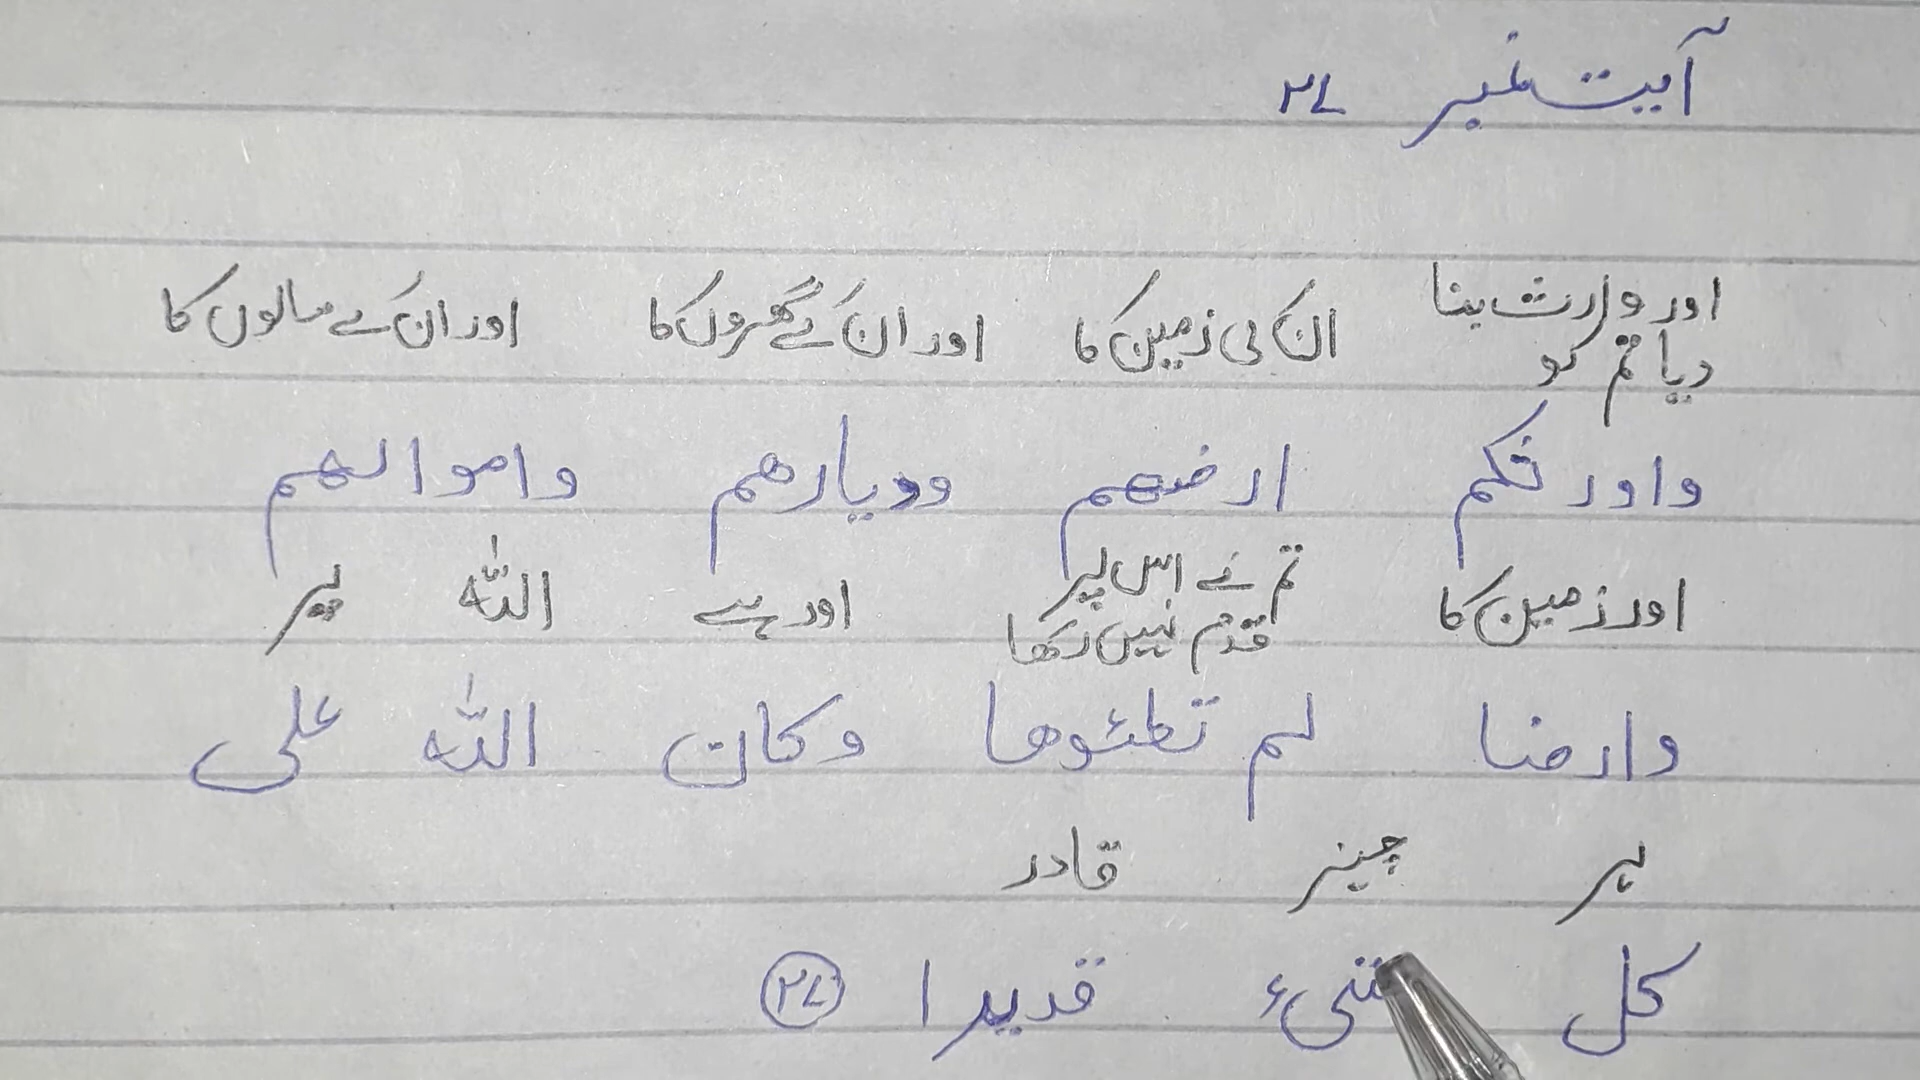 آیت نمبر ۲۷
اور وارث بنا دیا تم کو ان کی زمین کا اور ان کے گھروں کا اور ان کے مالوں کا
واورثکم ارضھم ودیارھم واموالھم
اور زمین کا تم نے اس پر قدم نہیں رکھا اور ہے اللہ پر
وارضا لم تطئوھا وکان اللہ علی
ہر چیز قادر
کل شیء قدیرا ۲۷